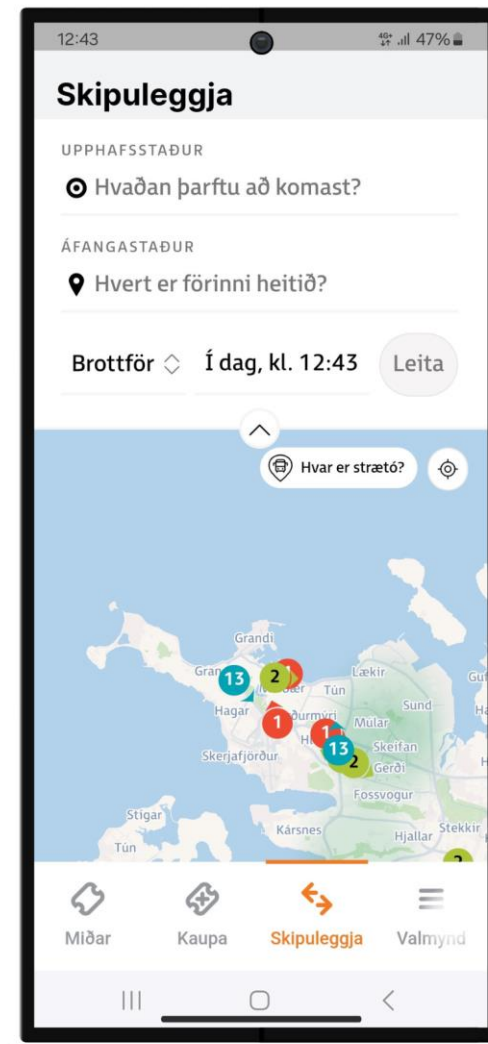 12:43 4G+ 47%
Skipuleggja
UPPHAFSSTAÐUR
Hvaðan þarftu að komast?
ÁFANGASTAÐUR
Hvert er förinni heitið?
Brottför Í dag, kl. 12:43 Leita
Hvar er strætó?
Grandi
13 2
Lækir
Tún
Hagar
1
1
Múlar
Sund
13
Skerjafjörður
2
Skeifan
Gerði
Fossvogur
Stígar
Tún
Kársnes
Hjallar
Stekkir
2
Miðar Kaupa Skipuleggja Valmynd